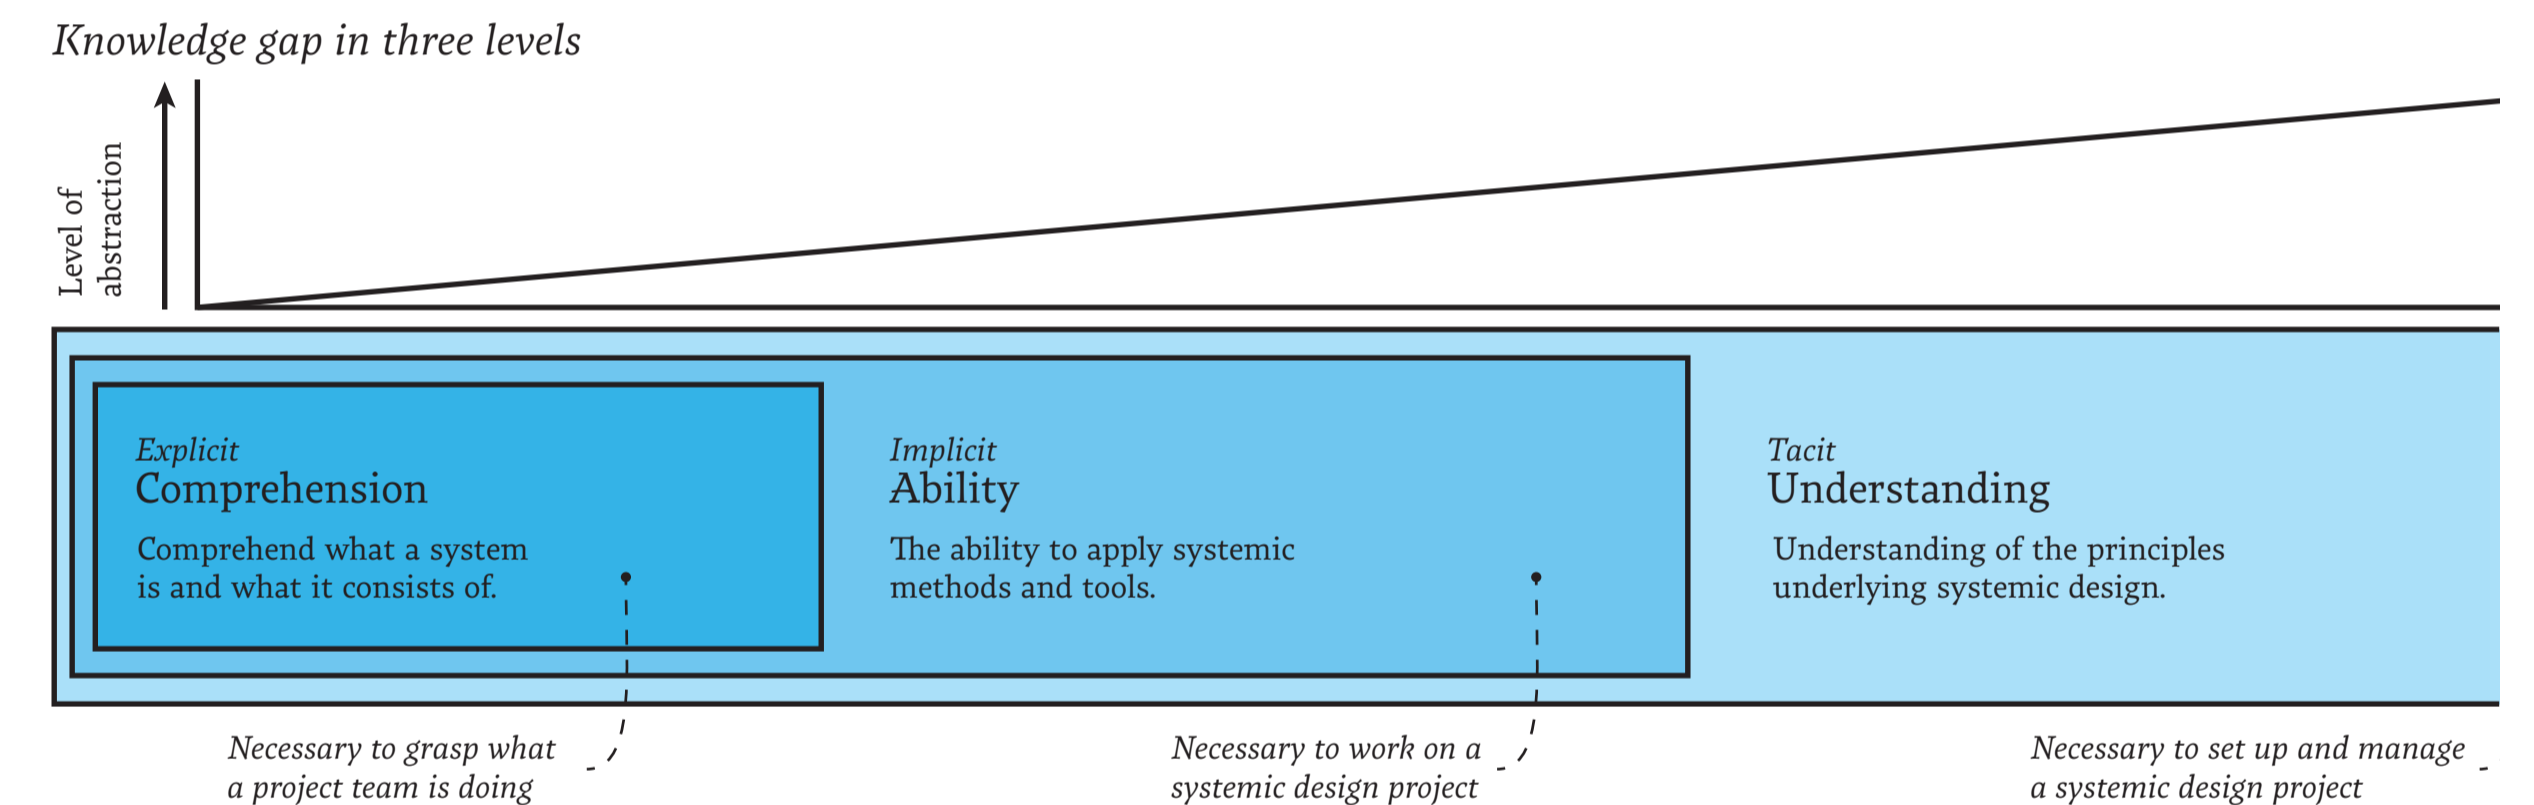 Knowledge gap in three levels
Level of
abstraction
Explicit
Comprehension
Comprehend what a system
is and what it consists of.
Implicit
Ability
The ability to apply systemic
methods and tools.
Tacit
Understanding
Understanding of the principles
underlying systemic design.
Necessary to grasp what
a project team is doing
Necessary to work on a
systemic design project
Necessary to set up and manage
a systemic design project